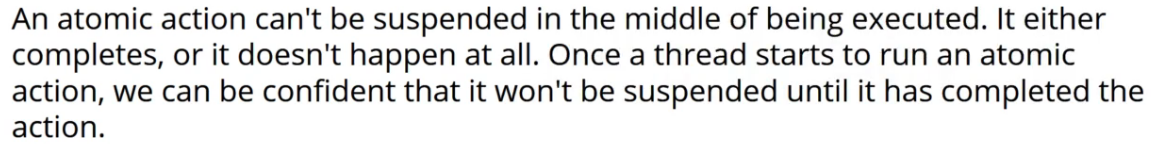 An atomic action can't be suspended in the middle of being executed. It either
completes, or it doesn't happen at all. Once a thread starts to run an atomic
action, we can be confident that it won't be suspended until it has completed the
action.